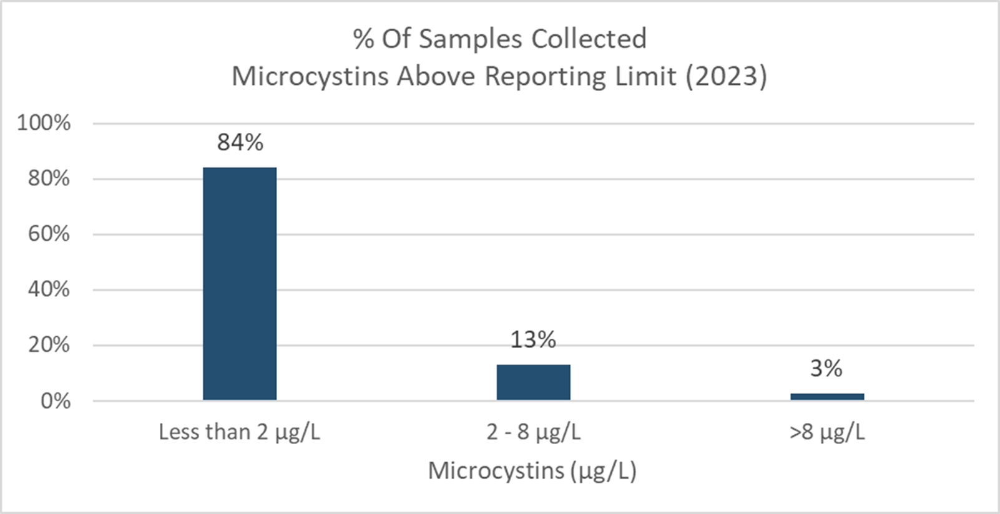 % Of Samples Collected
Microcystins Above Reporting Limit (2023)
100%
84%
80%
60%
40%
20%
13%
3%
0%
Less than 2 µg/L
2 - 8 µg/L
>8 µg/L
Microcystins (µg/L)